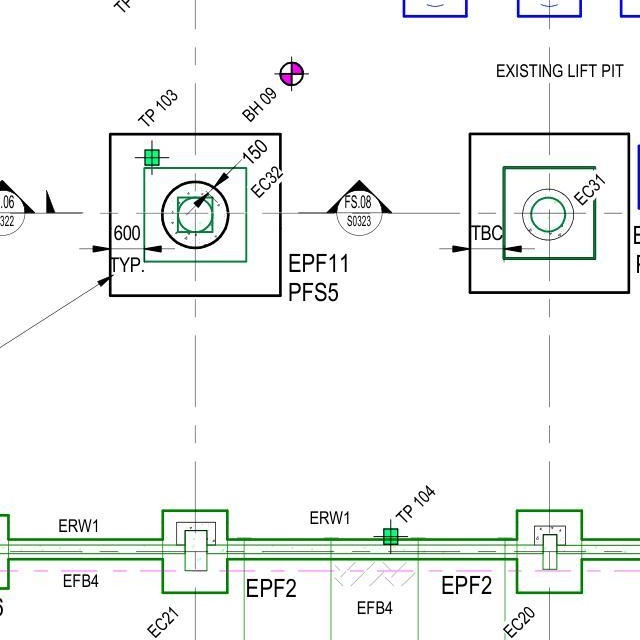 TP
EXISTING LIFT PIT
BH 09
TP 103
150
EC32
EC31
.06
322
FS.08
S0323
600
TYP.
TBC
EPF11
PFS5
TP 104
ERW1
ERW1
EFB4
EPF2
EFB4
EPF2
EC21
EC20